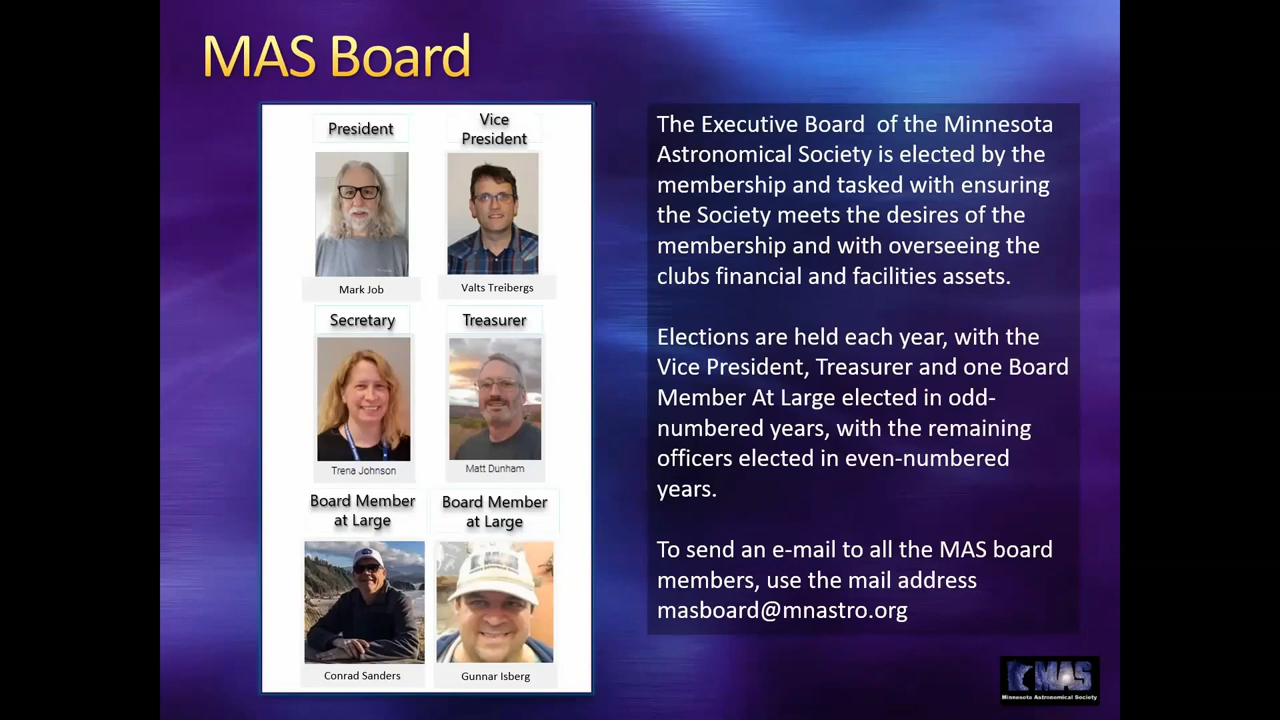 MAS Board
President
Vice
President
Mark Job
Valts Treibergs
Secretary
Treasurer
Trena Johnson
Matt Dunham
Board Member
at Large
Board Member
at Large
Conrad Sanders
Gunnar Isberg
The Executive Board of the Minnesota
Astronomical Society is elected by the
membership and tasked with ensuring
the Society meets the desires of the
membership and with overseeing the
clubs financial and facilities assets.
Elections are held each year, with the
Vice President, Treasurer and one Board
Member At Large elected in odd-
numbered years, with the remaining
officers elected in even-numbered
years.
To send an e-mail to all the MAS board
members, use the mail address
masboard@mnastro.org
MAS
Minnesota Astronomical Society